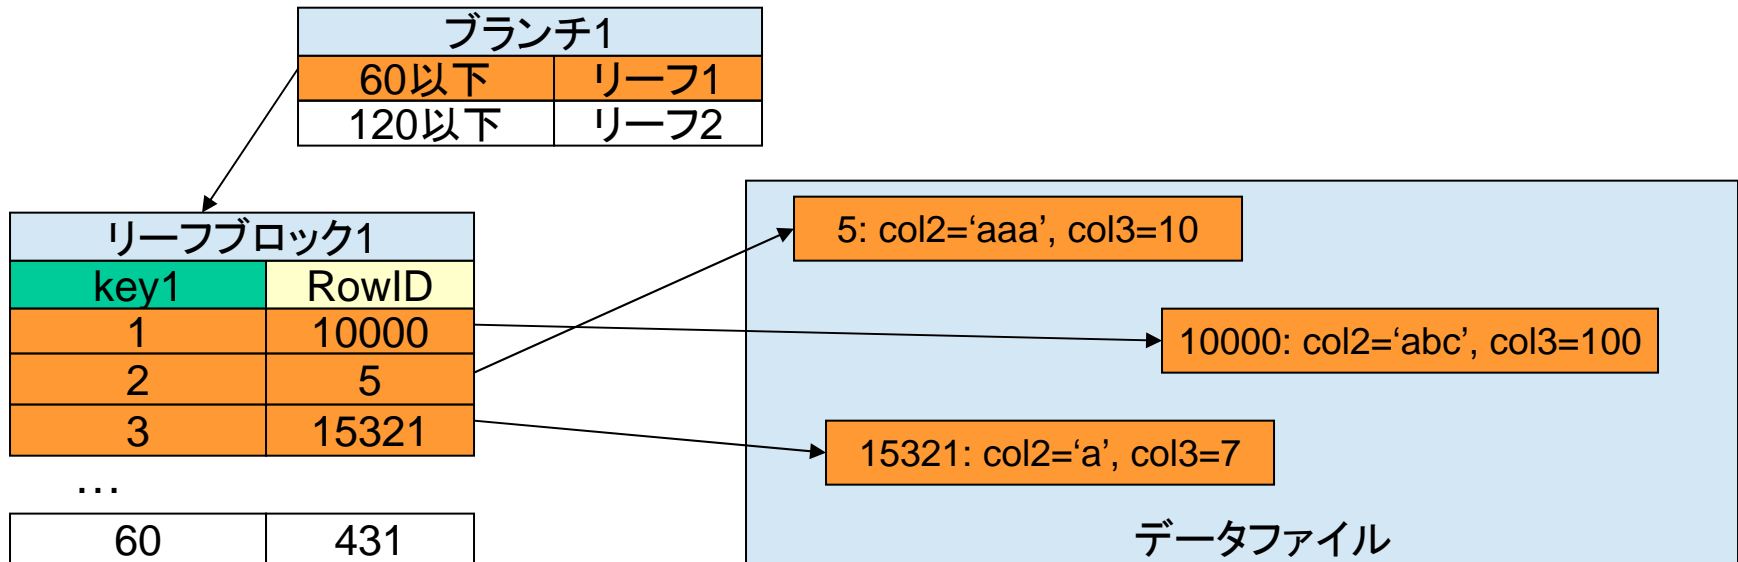 ブランチ1
60以下 リーフ1
120以下 リーフ2
リーフブロック1
key1 RowID
1 10000
2 5
3 15321
…
60 431
5: col2=‘aaa’, col3=10
10000: col2=‘abc’, col3=100
15321: col2=‘a’, col3=7
データファイル